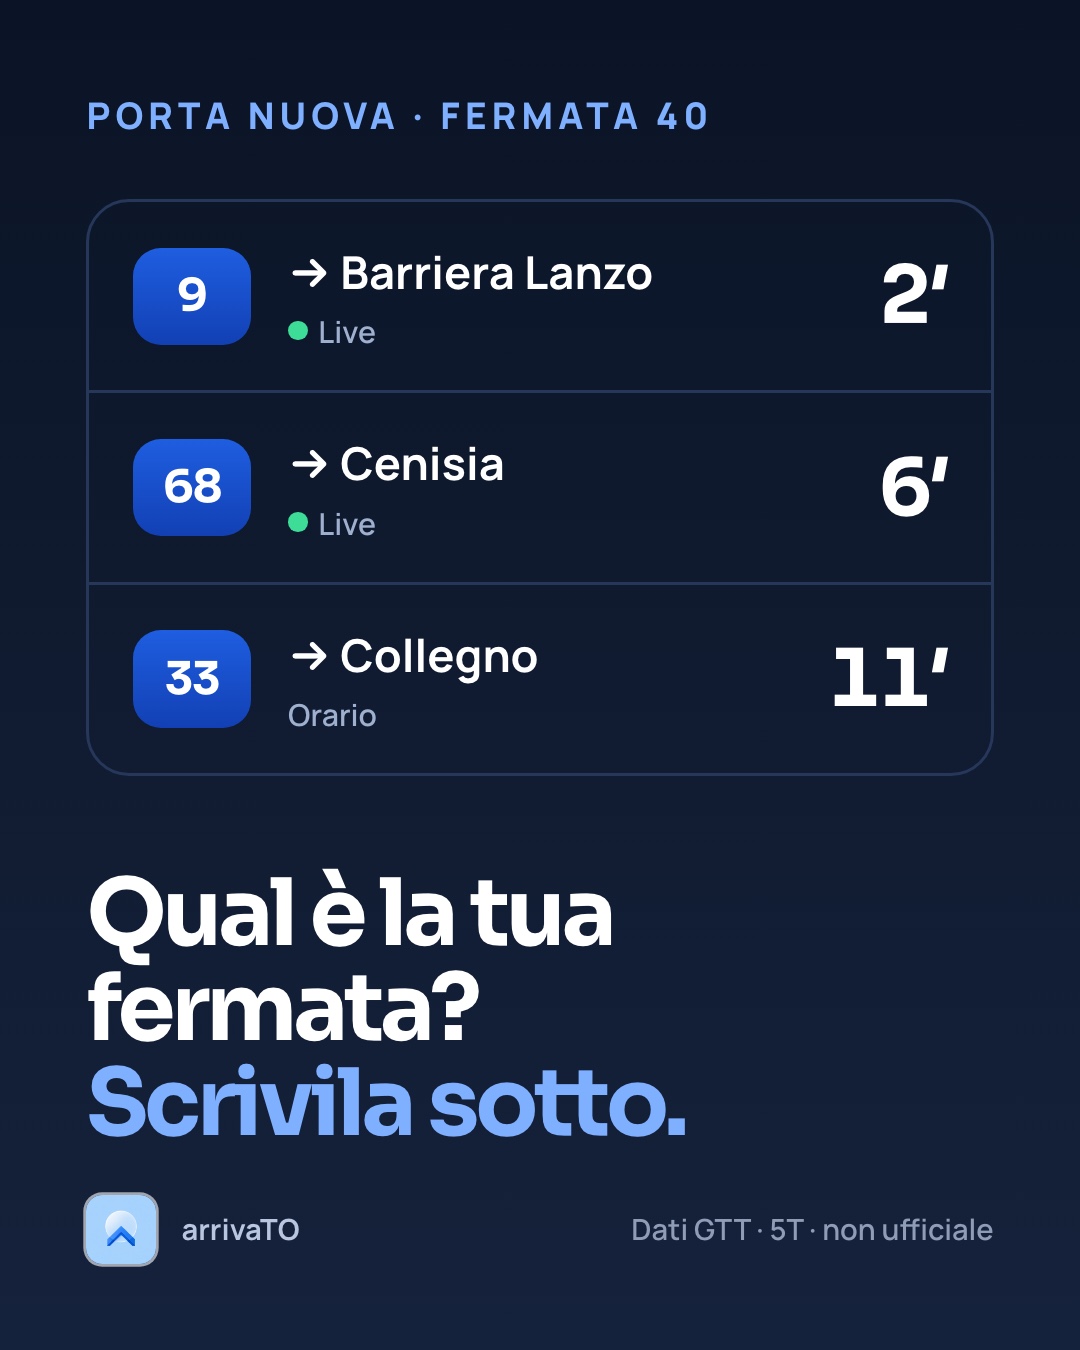 PORTA NUOVA · FERMATA 40
9 → Barriera Lanzo 2′
Live
68 → Cenisia 6′
Live
33 → Collegno 11′
Orario
Qual è la tua
fermata?
Scrivila sotto.
arrivaTO Dati GTT · 5T · non ufficiale